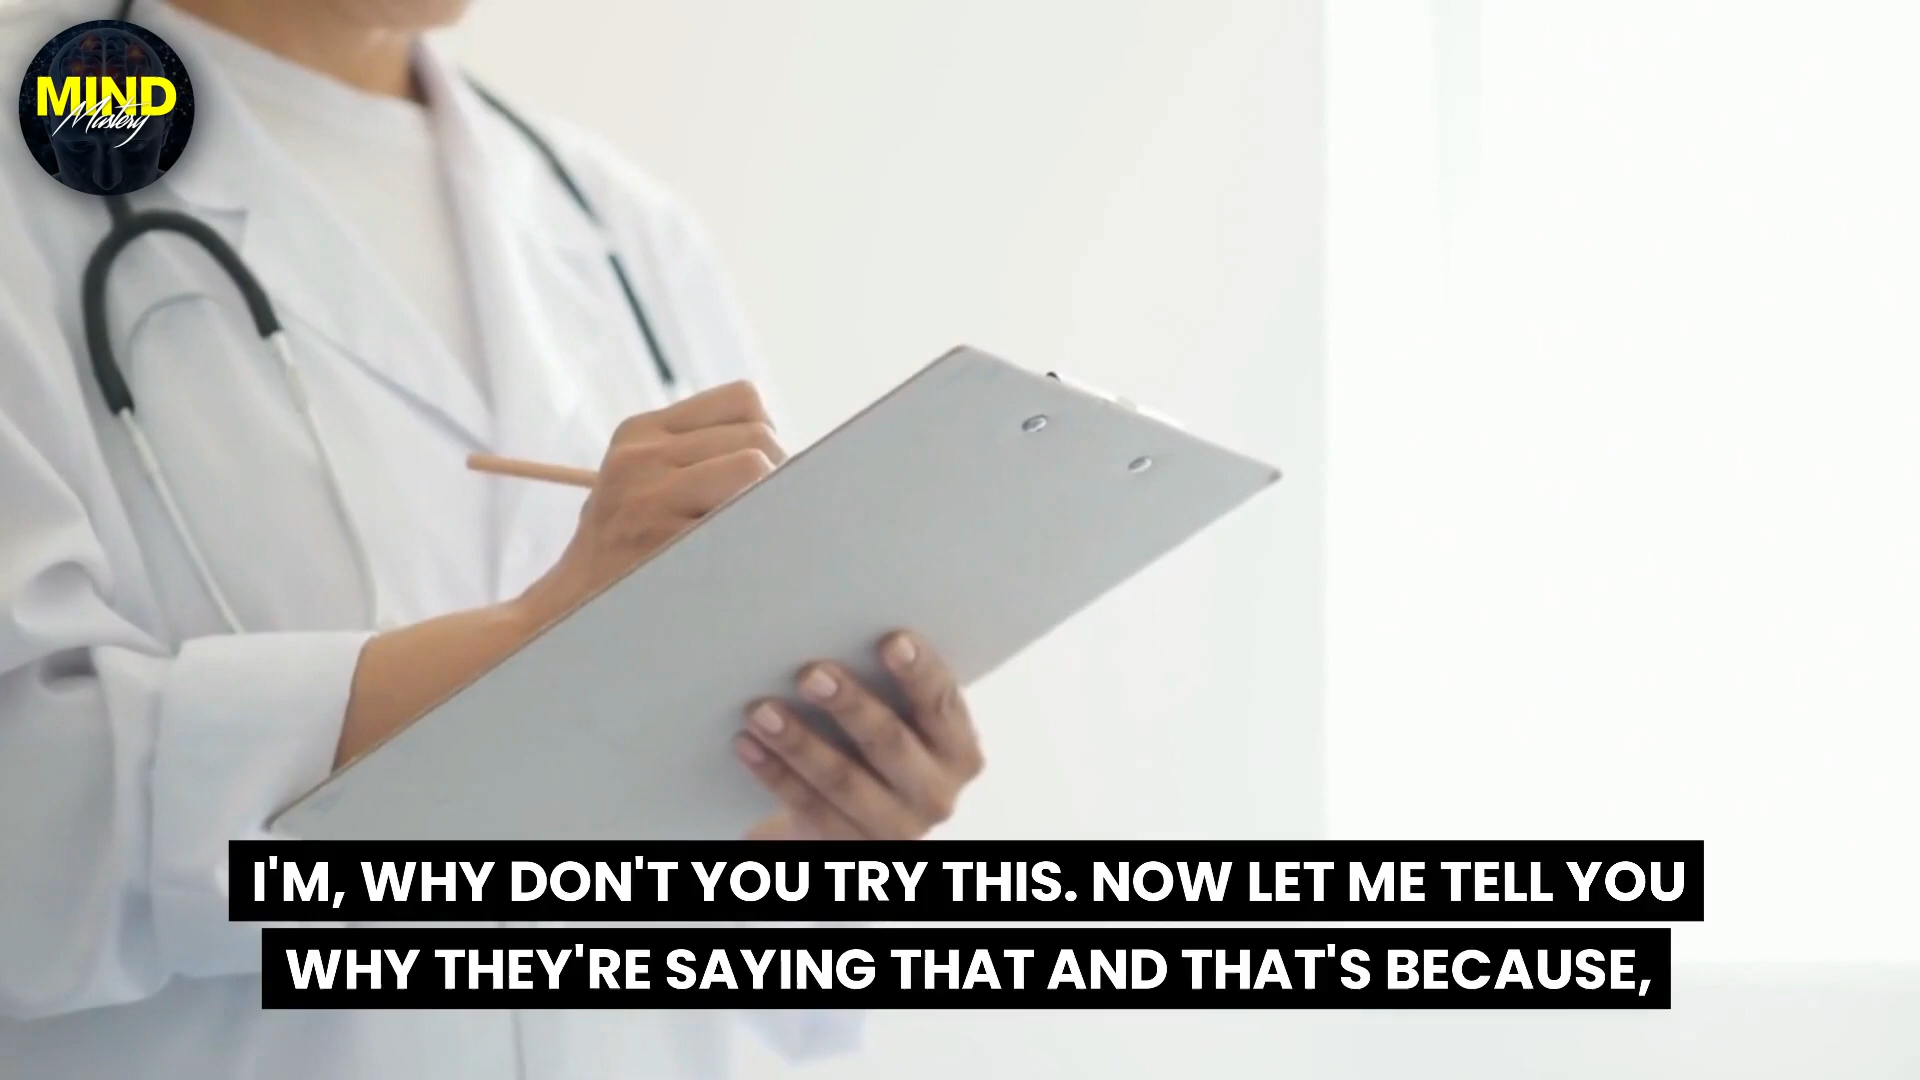 MIND
Mastery
I'M, WHY DON'T YOU TRY THIS. NOW LET ME TELL YOU
WHY THEY'RE SAYING THAT AND THAT'S BECAUSE,